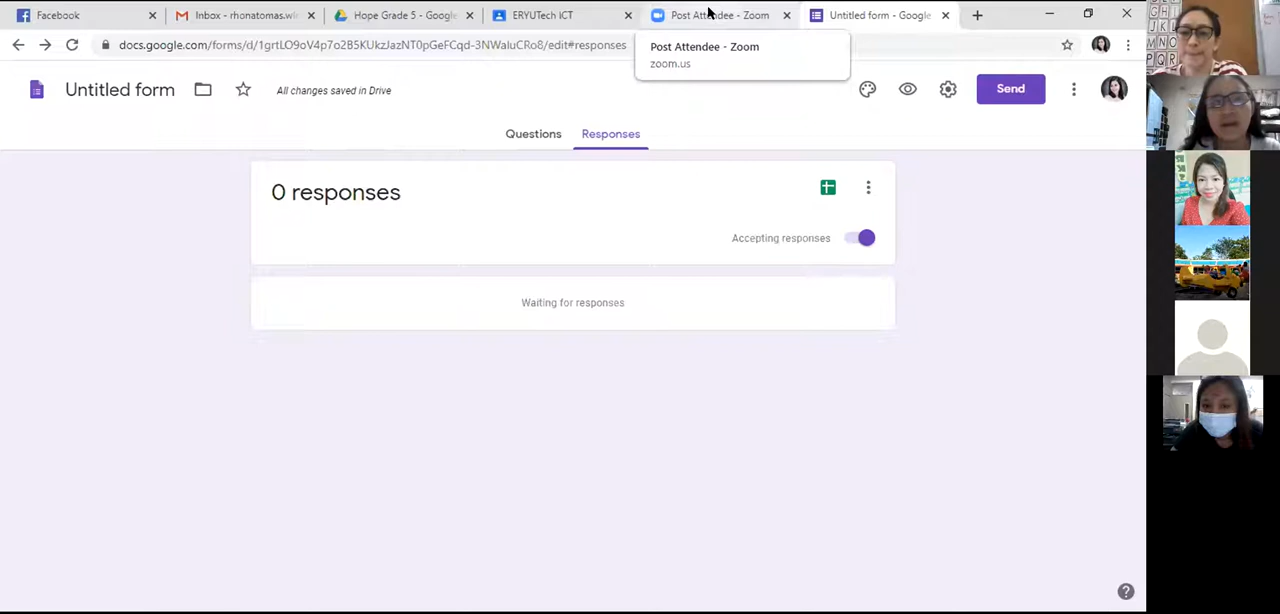 Facebook
Inbox - rhonatomas.wi
Hope Grade 5 - Google
ERYUTech ICT
Post Attendee - Zoom
Untitled form - Google
docs.google.com/forms/d/1grtLO9oV4p7o2B5KUkzJazNT0pGeFCqd-3NWaIuCRo8/edit#responses
Post Attendee - Zoom
zoom.us
Untitled form
All changes saved in Drive
Send
Questions
Responses
0 responses
Accepting responses
Waiting for responses